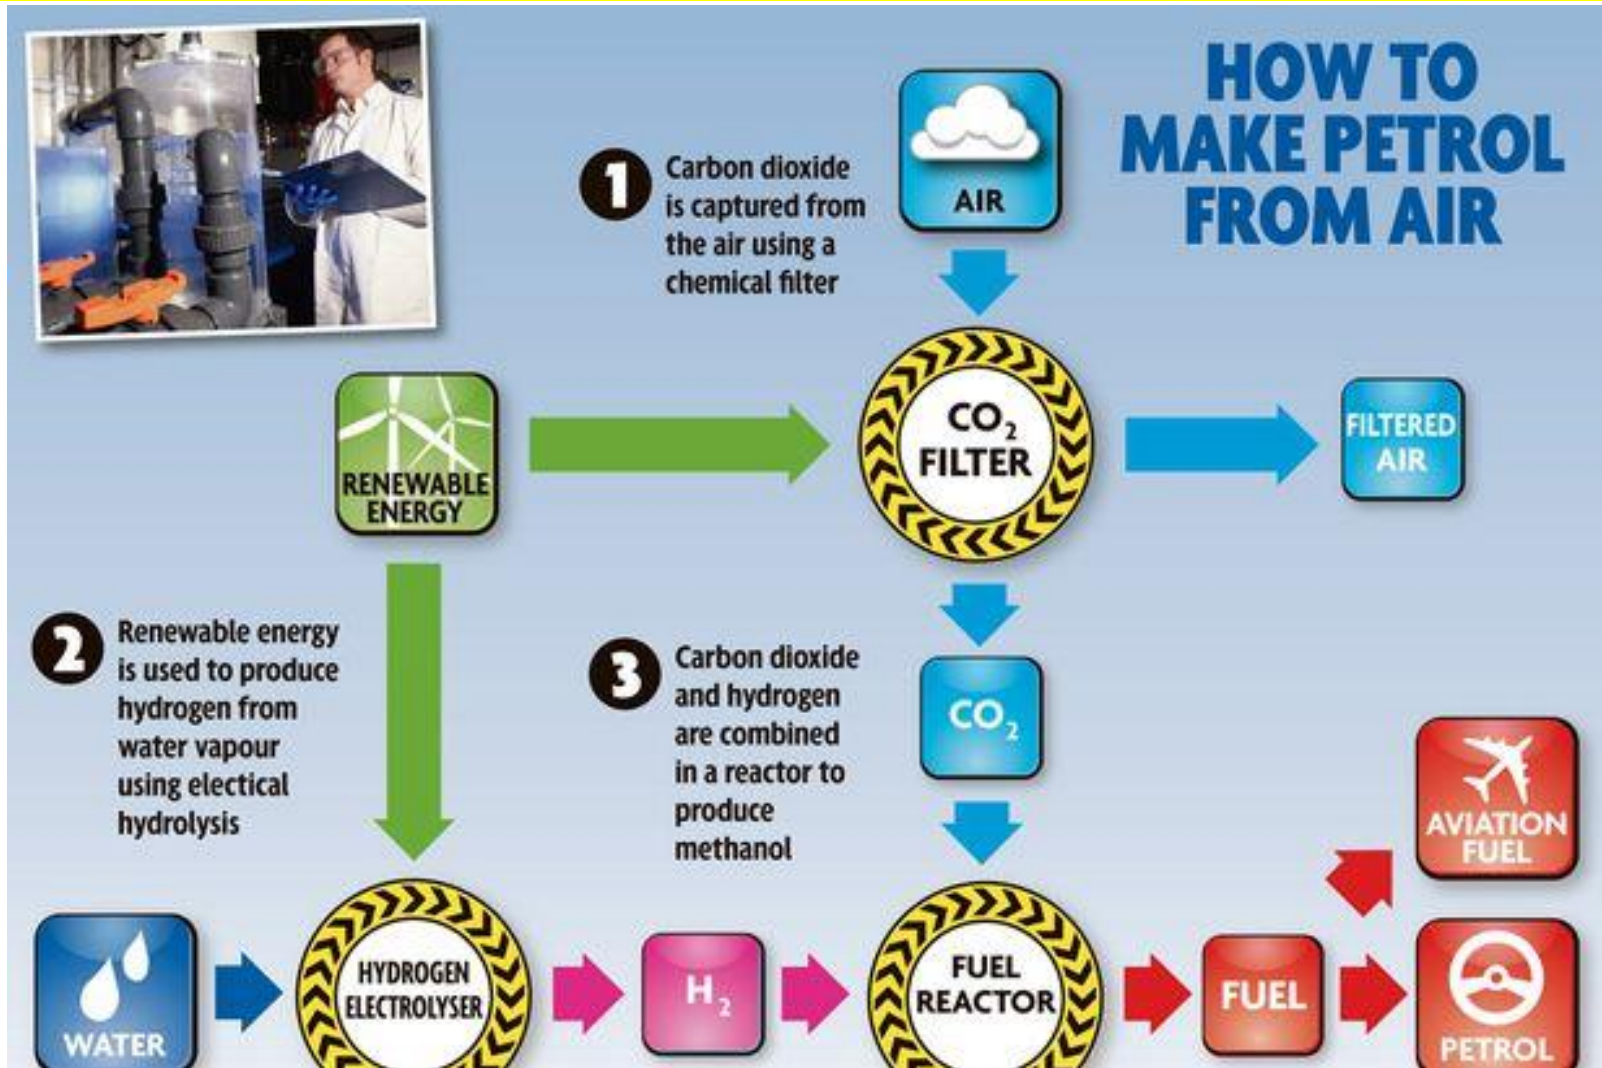 HOW TO
MAKE PETROL
FROM AIR
1
Carbon dioxide
is captured from
the air using a
chemical filter
AIR
CO2
FILTER
FILTERED
AIR
RENEWABLE
ENERGY
2
Renewable energy
is used to produce
hydrogen from
water vapour
using electical
hydrolysis
3
Carbon dioxide
and hydrogen
are combined
in a reactor to
produce
methanol
CO2
AVIATION
FUEL
WATER
HYDROGEN
ELECTROLYSER
H2
FUEL
REACTOR
FUEL
PETROL